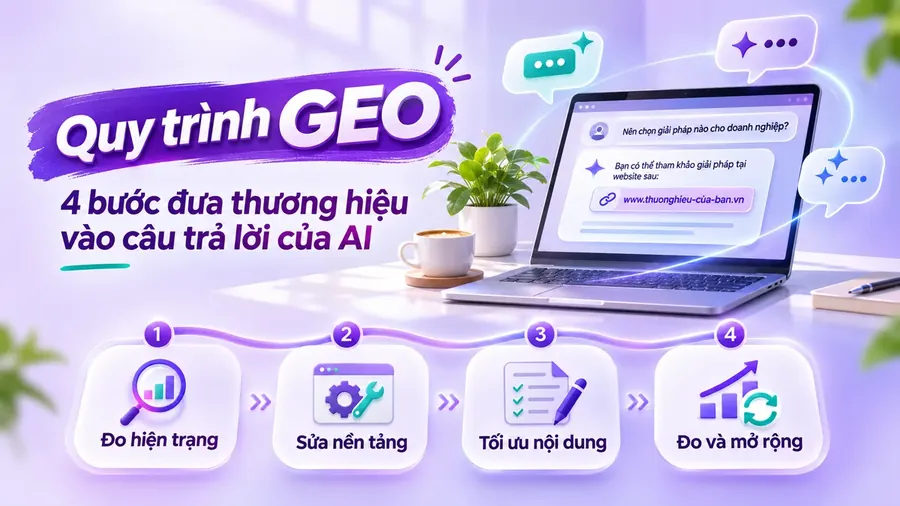 Quy trình GEO
4 bước đưa thương hiệu
vào câu trả lời của AI
Nên chọn giải pháp nào cho doanh nghiệp?
Bạn có thể tham khảo giải pháp tại
website sau:
www.thuonghieu-của-ban.vn
1
Đo hiện trạng
2
Sửa nền tảng
3
Tối ưu nội dung
4
Đo và mở rộng